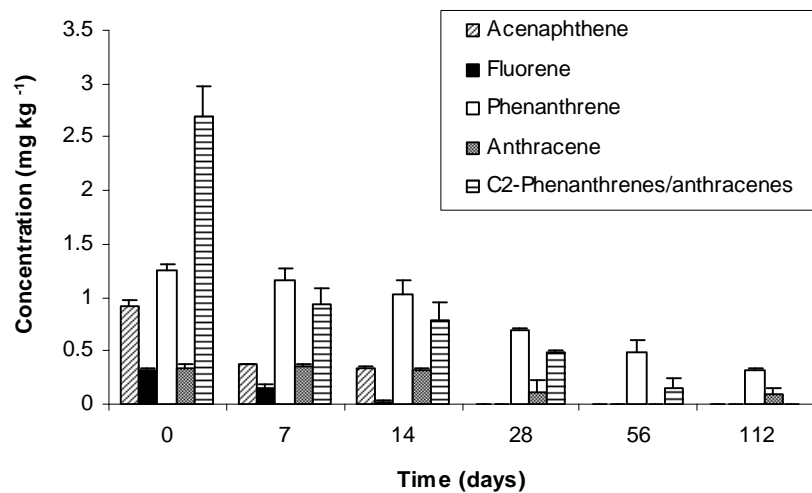 3.5
3
2.5
2
1.5
1
0.5
0
Concentration (mg kg -1)
Acenaphthene
Fluorene
Phenanthrene
Anthracene
C2-Phenanthrenes/anthracenes
0 7 14 28 56 112
Time (days)